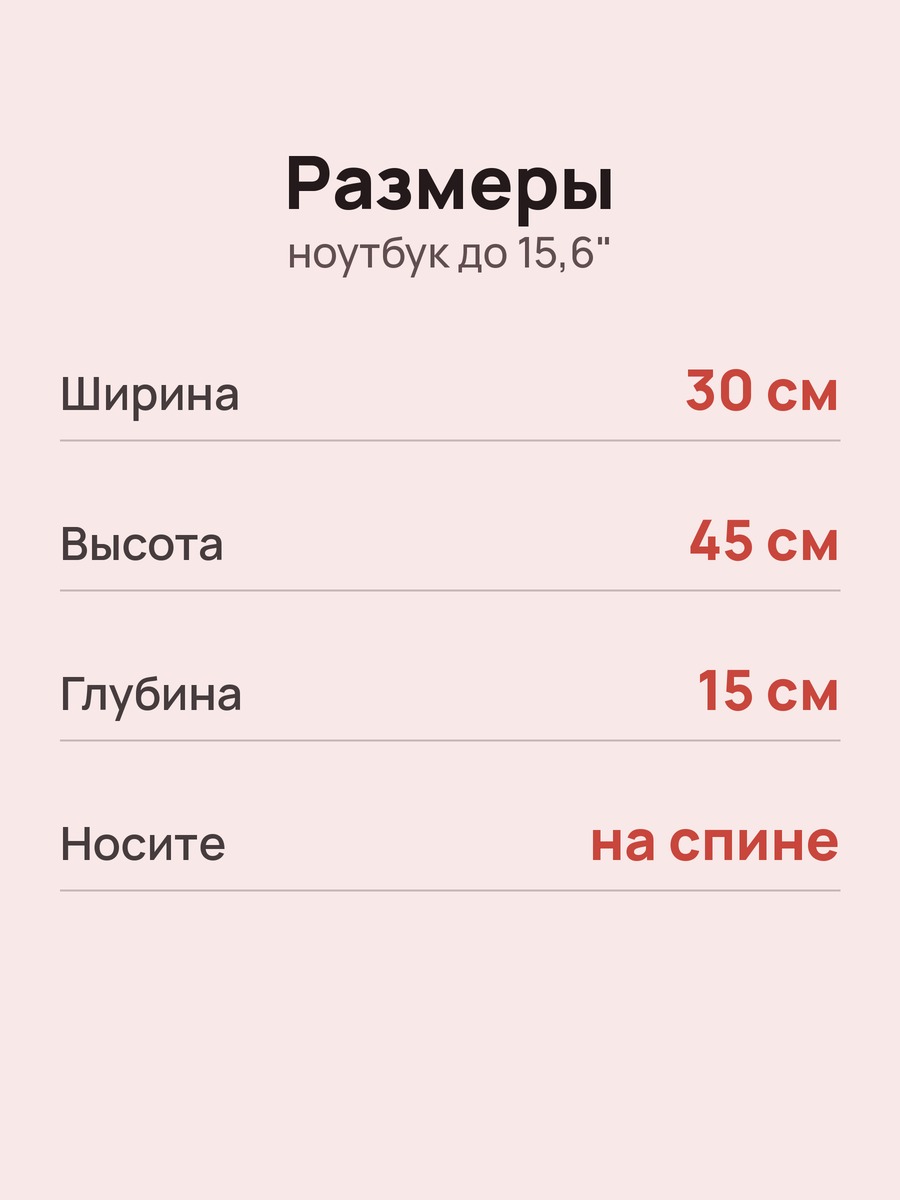 Размеры
ноутбук до 15,6"
Ширина 30 см
Высота 45 см
Глубина 15 см
Носите на спине